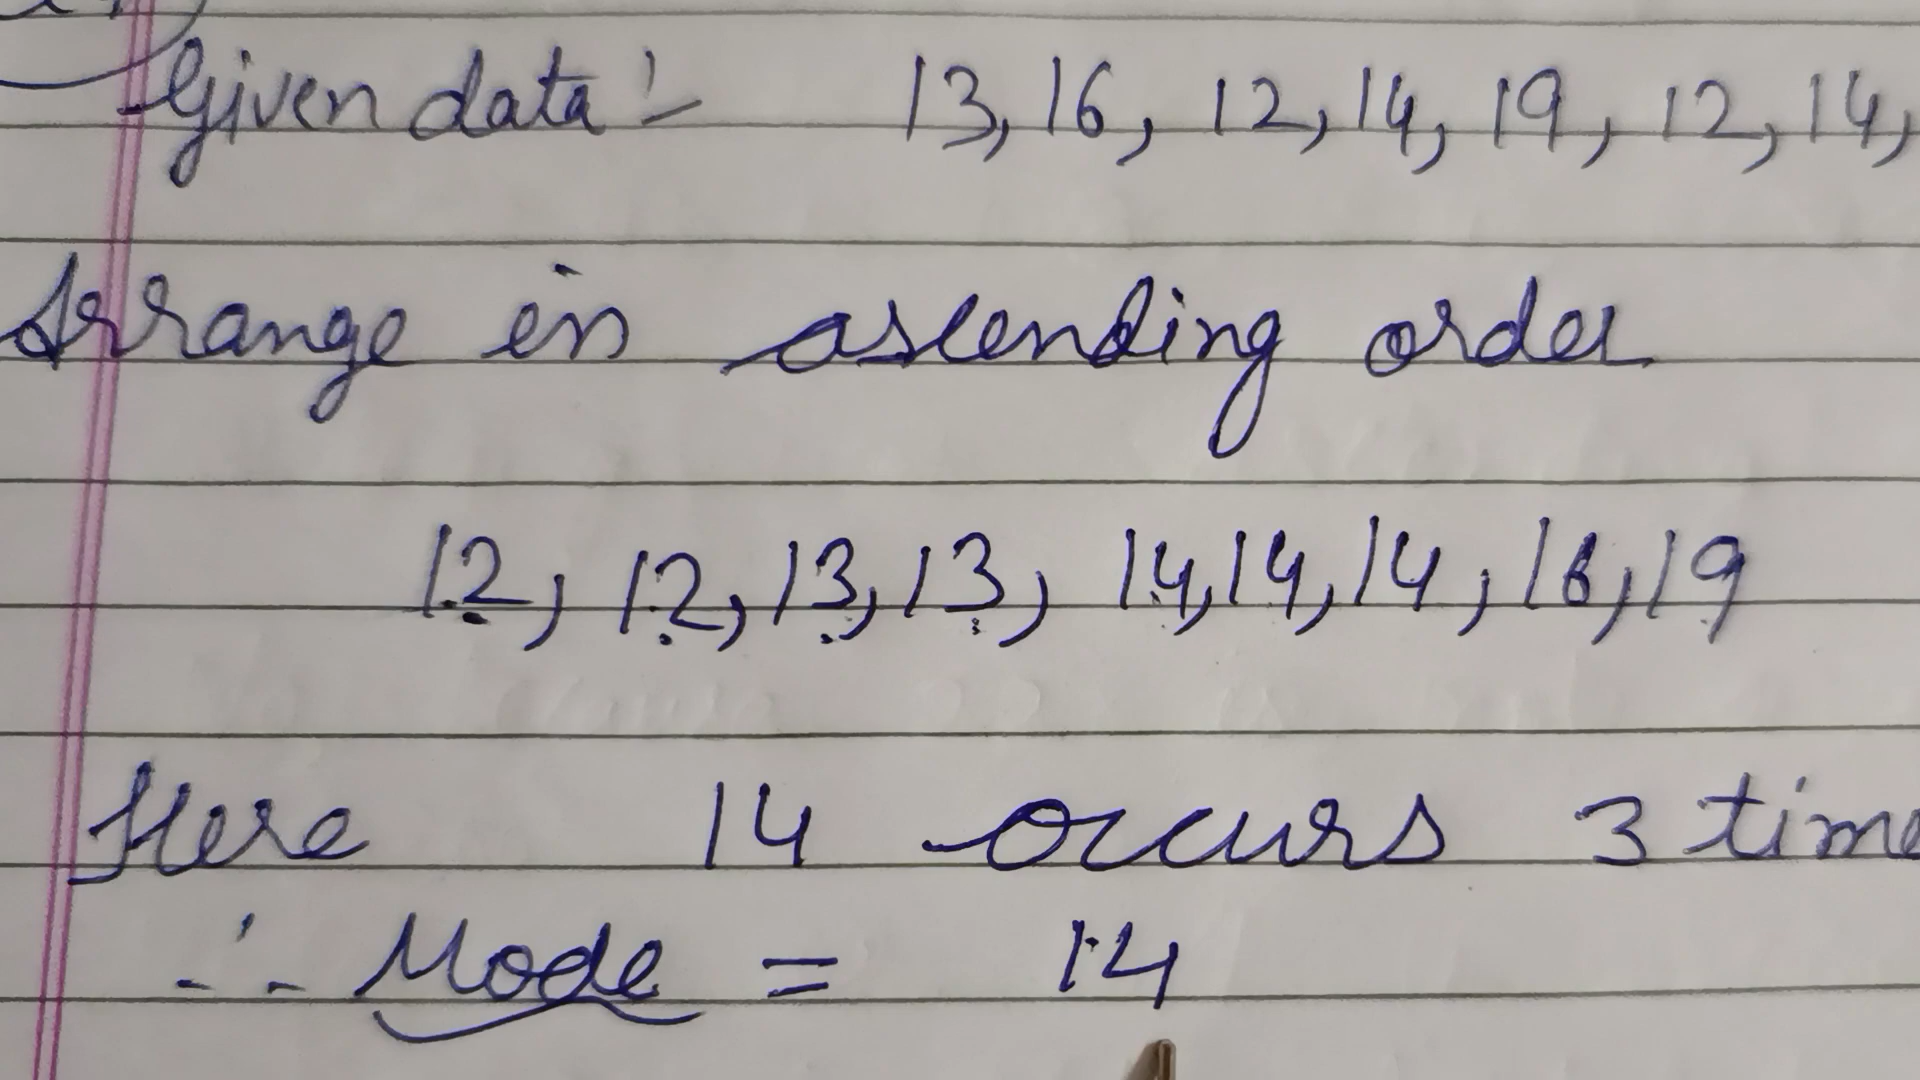 Given data :- 13, 16, 12, 14, 19, 12, 14,
Arrange in ascending order
12, 12, 13, 13, 14, 14, 14, 16, 19
Here 14 occurs 3 time
∴ Mode = 14